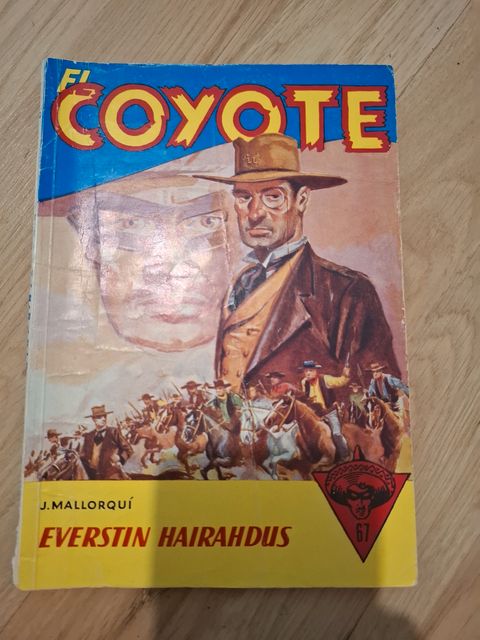 EL
COYOTE
J. MALLORQUÍ
EVERSTIN HAIRAHDUS
67